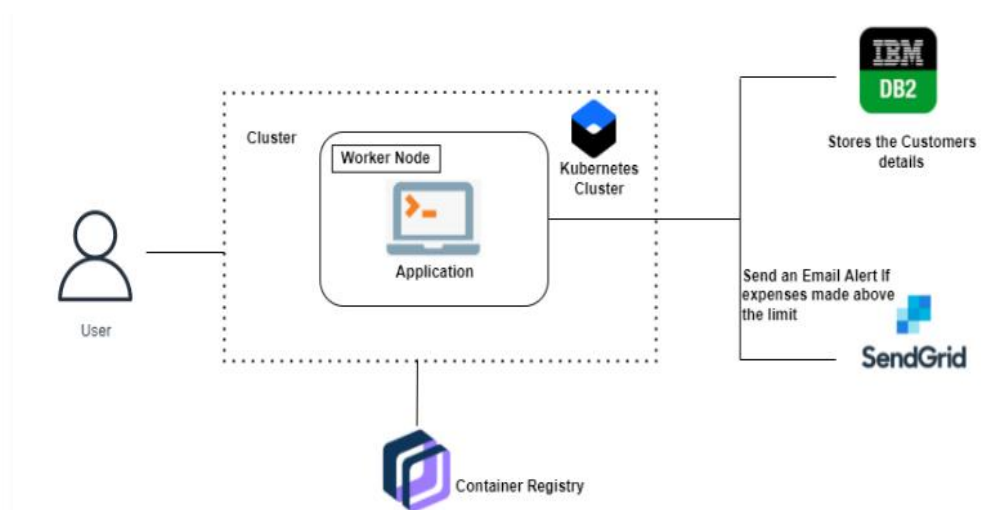 IBM
DB2
Stores the Customers
details
Cluster
Worker Node
Kubernetes
Cluster
Application
User
Send an Email Alert If
expenses made above
the limit
SendGrid
Container Registry